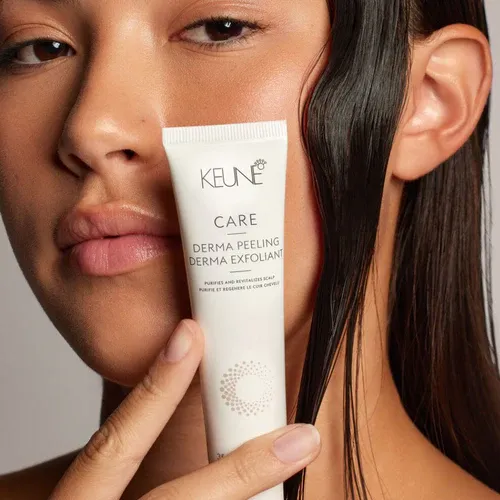 KEUNE
CARE
DERMA PEELING
DERMA EXFOLIANT
PURIFIES AND REVITALIZES SCALP
PURIFIE ET RÉGÉNÈRE LE CUIR CHEVELU